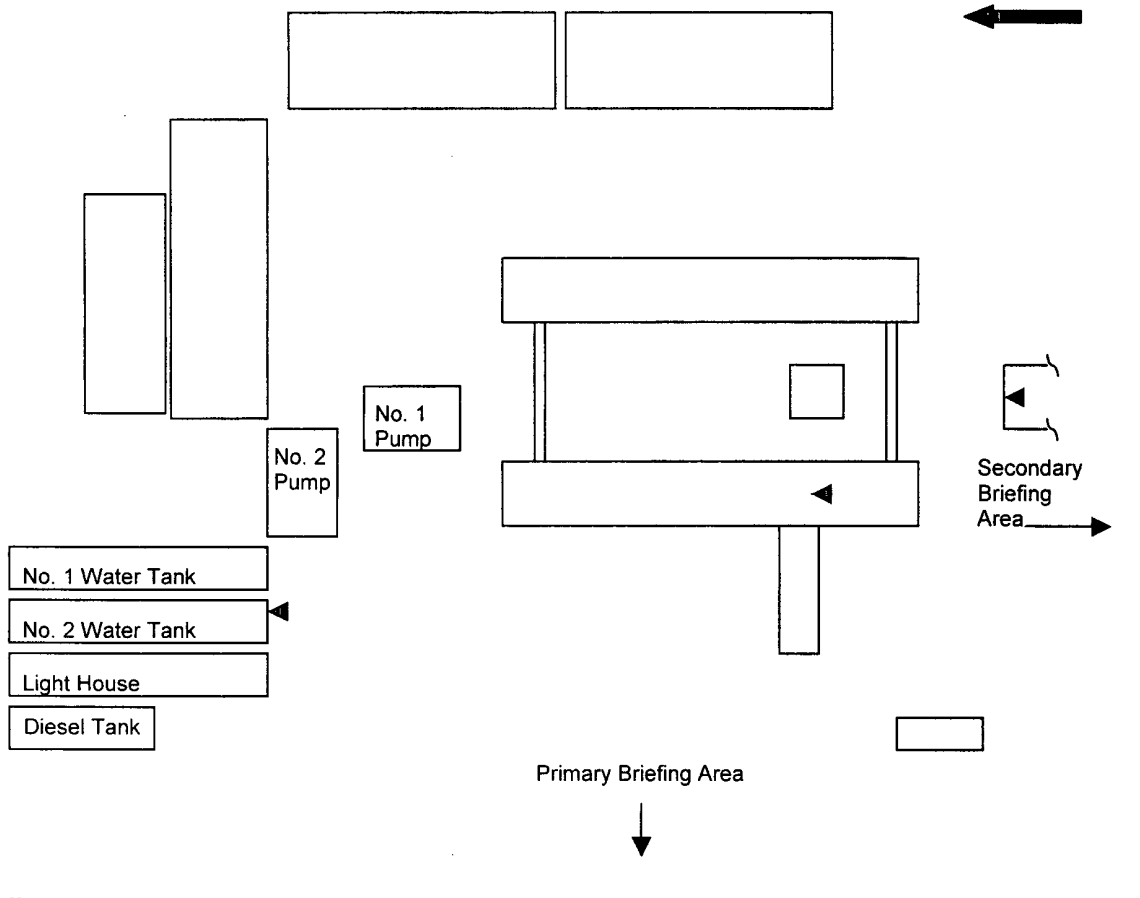 No. 1
Pump
No. 2
Pump
Secondary
Briefing
Area
No. 1 Water Tank
No. 2 Water Tank
Light House
Diesel Tank
Primary Briefing Area